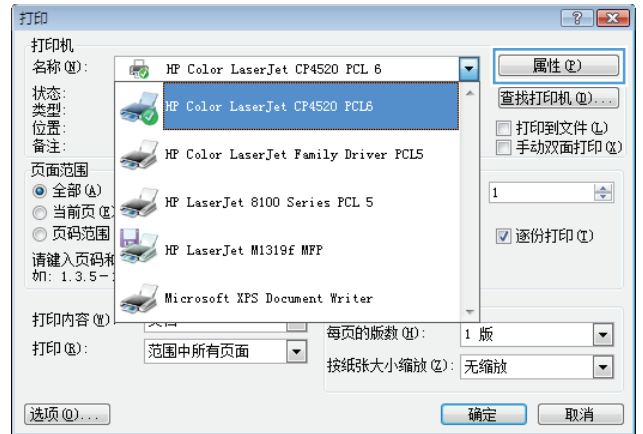 打印
打印机
名称(N):
HP Color LaserJet CP4520 PCL 6
属性(P)
状态:
类型:
位置:
备注:
HP Color LaserJet CP4520 PCL6
HP Color LaserJet Family Driver PCL5
HP LaserJet 8100 Series PCL 5
HP LaserJet M1319f MFP
Microsoft XPS Document Writer
查找打印机(D)...
打印到文件(L)
手动双面打印(X)
页面范围
全部(A)
当前页(E)
页码范围
请键入页码和
如: 1.3.5-
1
逐份打印(T)
打印内容(W)
打印(R):
范围中所有页面
每页的版数(H):
1 版
按纸张大小缩放(Z):
无缩放
选项(O)...
确定
取消